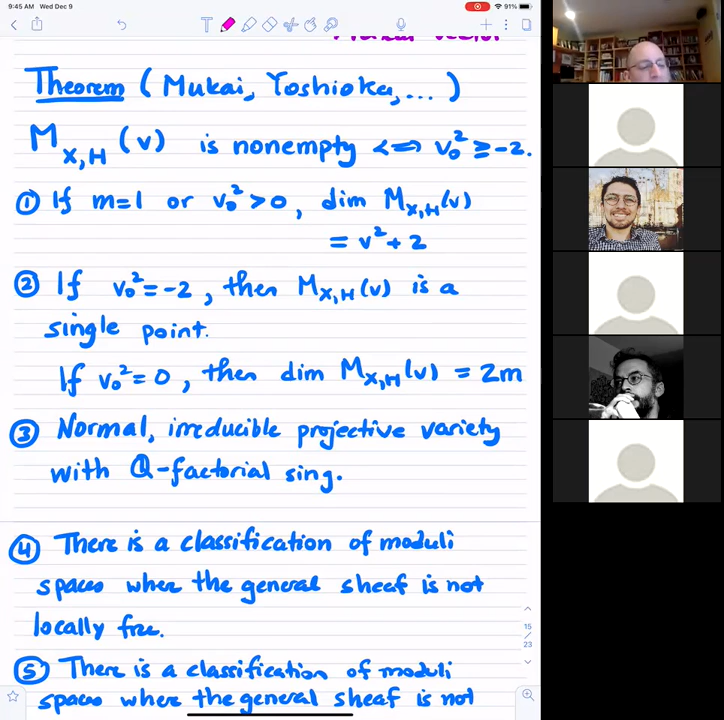 9:45 AM Wed Dec 9
91%
Theorem (Mukai, Yoshioka, ...)
M_{X,H}(v) is nonempty <=> v_0^2 ≥ -2.
① If m=1 or v_0^2 > 0, dim M_{X,H}(v)
= v^2 + 2
② If v_0^2 = -2, then M_{X,H}(v) is a
single point.
If v_0^2 = 0, then dim M_{X,H}(v) = 2m
③ Normal, irreducible projective variety
with Q-factorial sing.
④ There is a classification of moduli
spaces when the general sheaf is not
locally free.
⑤ There is a classification of moduli
spaces when the general sheaf is not
15
/
23